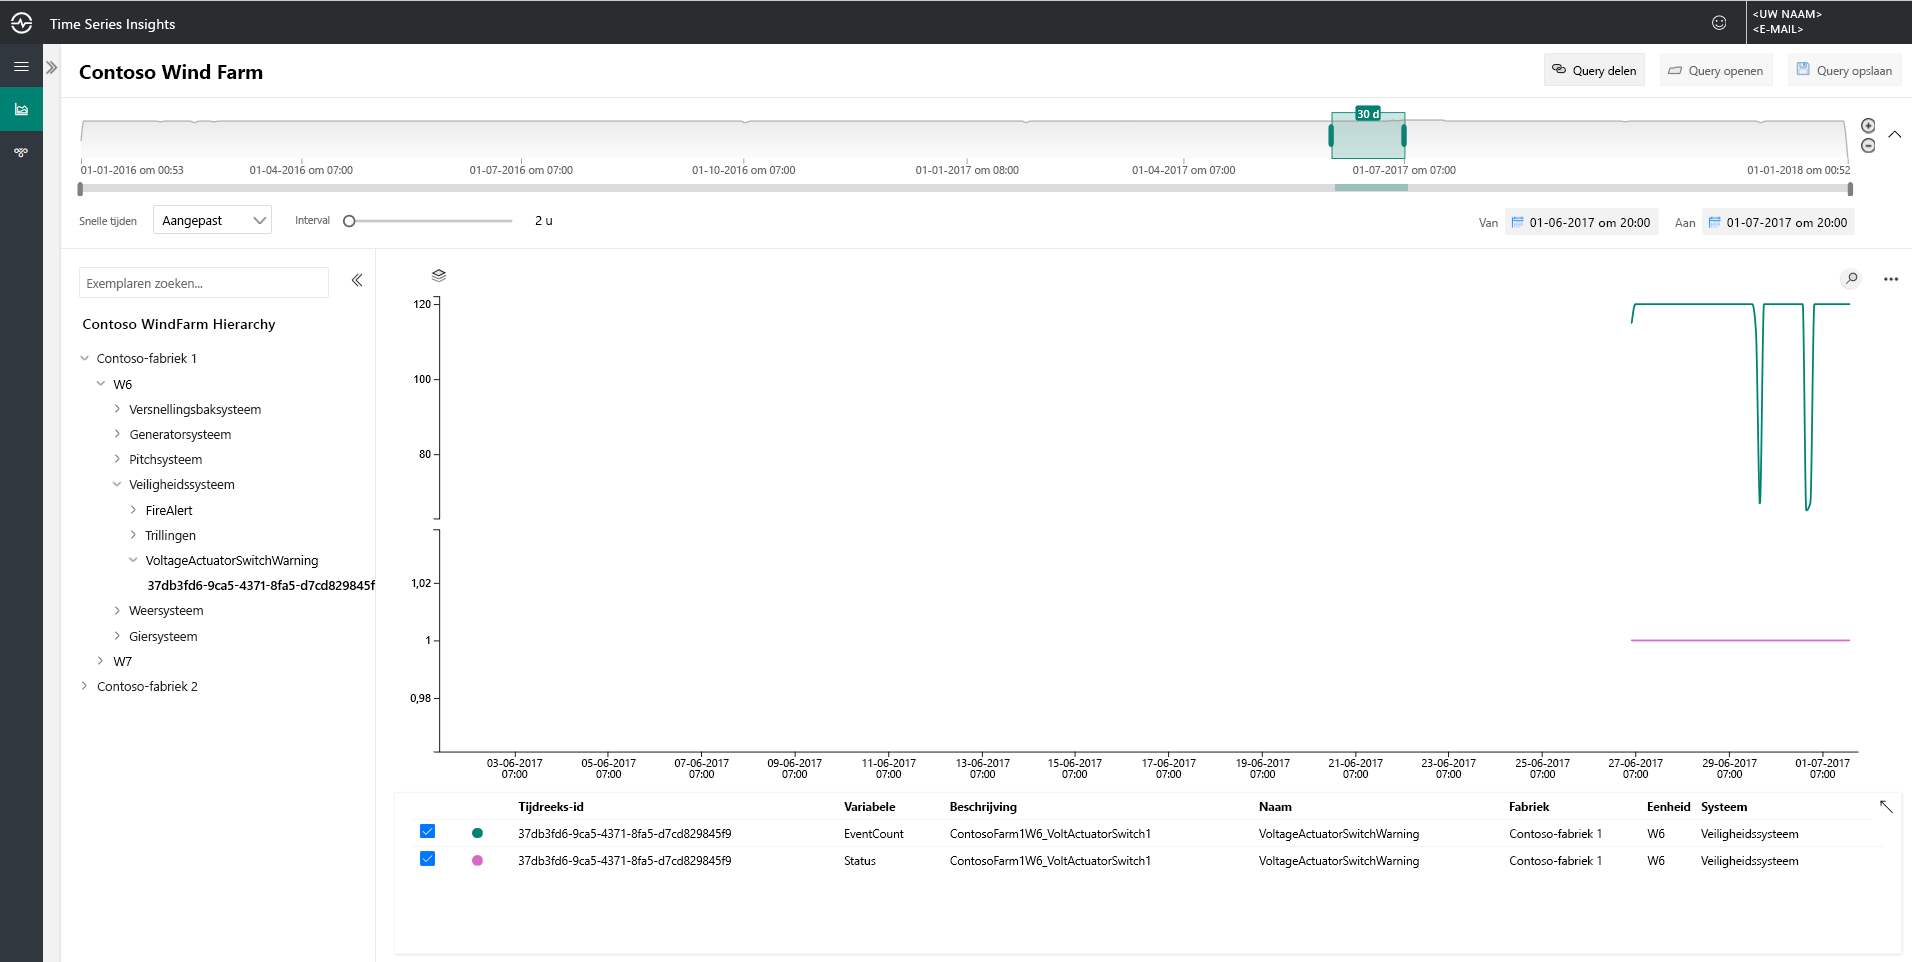 Time Series Insights
<UW NAAM>
<E-MAIL>
Contoso Wind Farm
Query delen
Query openen
Query opslaan
30 d
01-01-2016 om 00:53
01-04-2016 om 07:00
01-07-2016 om 07:00
01-10-2016 om 07:00
01-01-2017 om 08:00
01-04-2017 om 07:00
01-07-2017 om 07:00
01-01-2018 om 00:52
Snelle tijden
Aangepast
Interval
2 u
Van
01-06-2017 om 20:00
Aan
01-07-2017 om 20:00
Exemplaren zoeken...
Contoso WindFarm Hierarchy
Contoso-fabriek 1
W6
Versnellingsbaksysteem
Generatorsysteem
Pitchsysteem
Veiligheidssysteem
FireAlert
Trillingen
VoltageActuatorSwitchWarning
37db3fd6-9ca5-4371-8fa5-d7cd829845f
Weersysteem
Giersysteem
W7
Contoso-fabriek 2
120
100
80
1,02
1
0,98
03-06-2017 07:00
05-06-2017 07:00
07-06-2017 07:00
09-06-2017 07:00
11-06-2017 07:00
13-06-2017 07:00
15-06-2017 07:00
17-06-2017 07:00
19-06-2017 07:00
21-06-2017 07:00
23-06-2017 07:00
25-06-2017 07:00
27-06-2017 07:00
29-06-2017 07:00
01-07-2017 07:00
Tijdreeks-id Variabele Beschrijving Naam Fabriek Eenheid Systeem
37db3fd6-9ca5-4371-8fa5-d7cd829845f9 EventCount ContosoFarm1W6_VoltActuatorSwitch1 VoltageActuatorSwitchWarning Contoso-fabriek 1 W6 Veiligheidssysteem
37db3fd6-9ca5-4371-8fa5-d7cd829845f9 Status ContosoFarm1W6_VoltActuatorSwitch1 VoltageActuatorSwitchWarning Contoso-fabriek 1 W6 Veiligheidssysteem